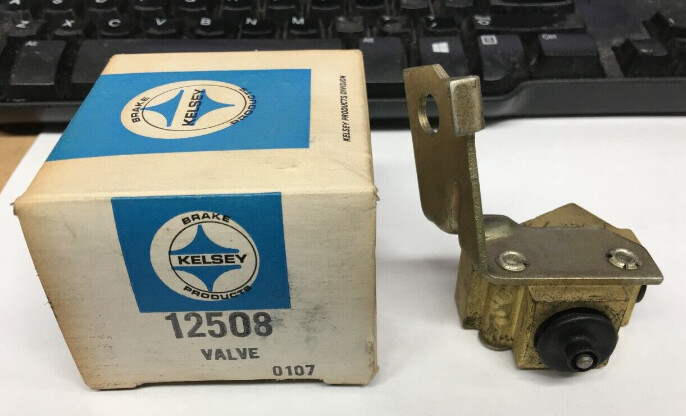 BRAKE
KELSEY
PRODUCTS
KELSEY PRODUCTS DIVISION
BRAKE
KELSEY
PRODUCTS
12508
VALVE
0107